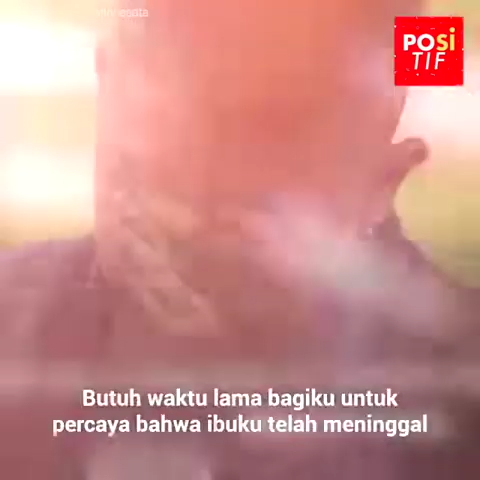 POSi
TIF
Butuh waktu lama bagiku untuk
percaya bahwa ibuku telah meninggal